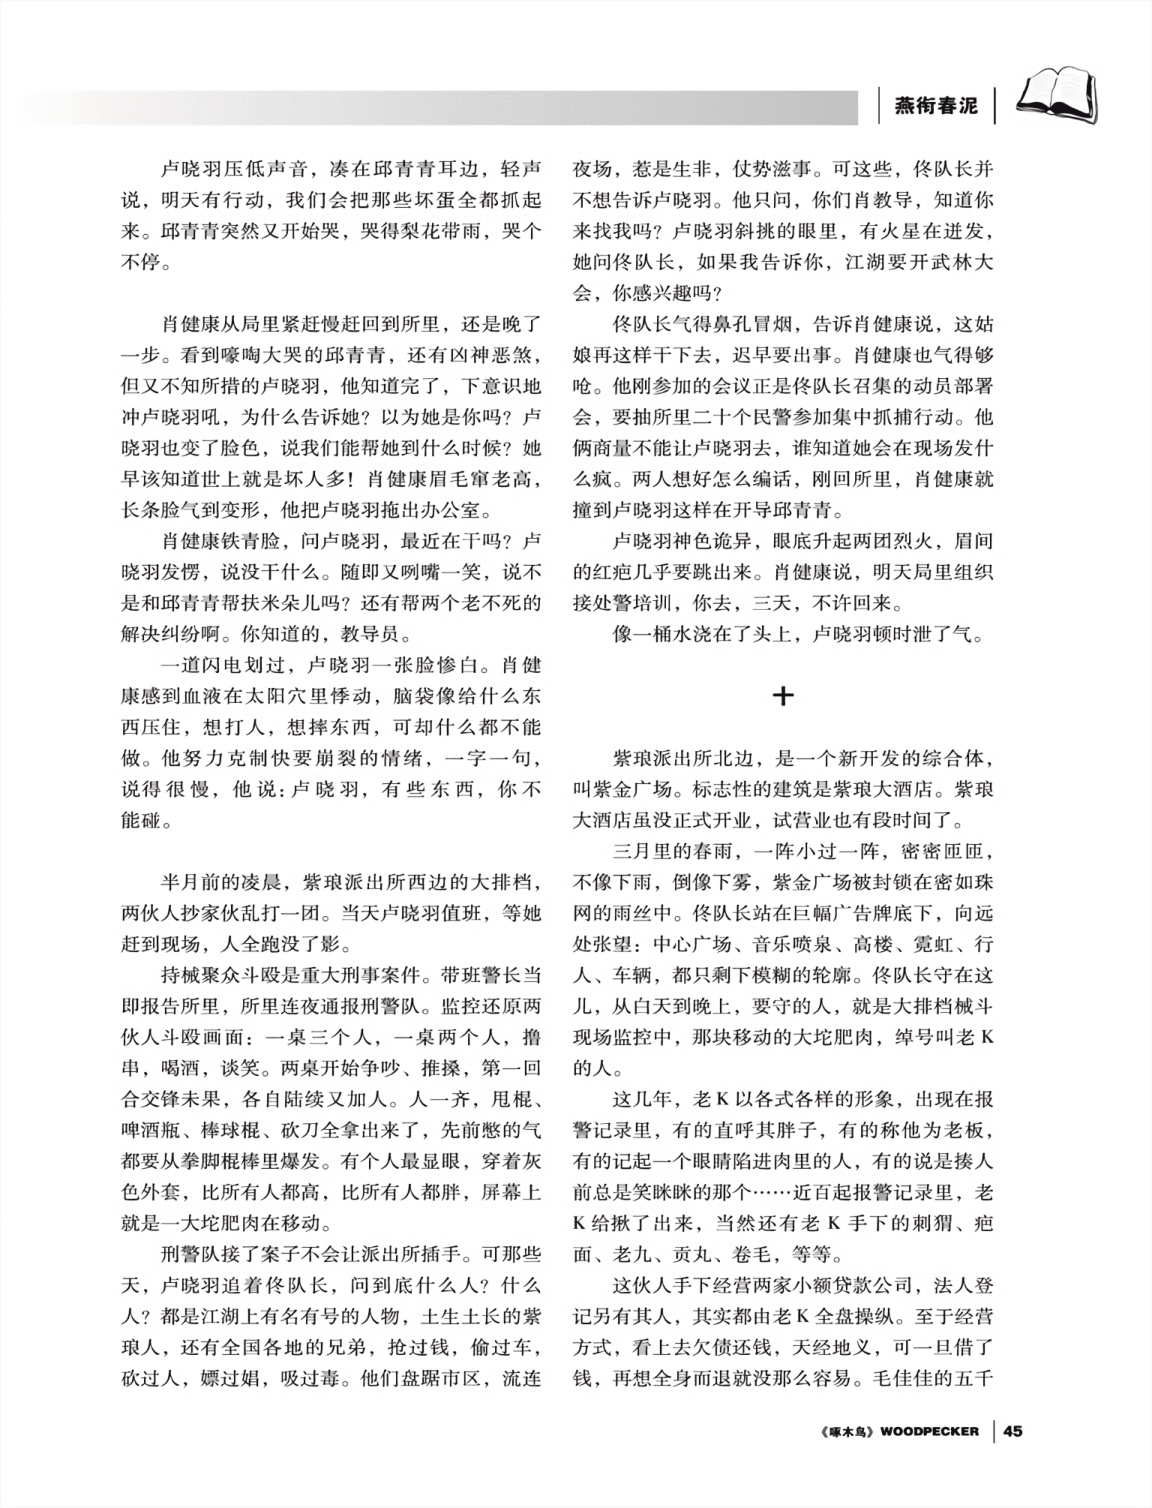 燕衔春泥
卢晓羽压低声音，凑在邱青青耳边，轻声
说，明天有行动，我们会把那些坏蛋全都抓起
来。邱青青突然又开始哭，哭得梨花带雨，哭个
不停。
肖健康从局里紧赶慢赶回到所里，还是晚了
一步。看到嚎啕大哭的邱青青，还有凶神恶煞，
但又不知所措的卢晓羽，他知道完了，下意识地
冲卢晓羽吼，为什么告诉她？以为她是你吗？卢
晓羽也变了脸色，说我们能帮她到什么时候？她
早该知道世上就是坏人多！肖健康眉毛窜老高，
长条脸气到变形，他把卢晓羽拖出办公室。
肖健康铁青脸，问卢晓羽，最近在干吗？卢
晓羽发愣，说没干什么。随即又咧嘴一笑，说不
是和邱青青帮扶米朵儿吗？还有帮两个老不死的
解决纠纷啊。你知道的，教导员。
一道闪电划过，卢晓羽一张脸惨白。肖健
康感到血液在太阳穴里悸动，脑袋像给什么东
西压住，想打人，想摔东西，可却什么都不能
做。他努力克制快要崩裂的情绪，一字一句，
说得很慢，他说：卢晓羽，有些东西，你不
能碰。
半月前的凌晨，紫琅派出所西边的大排档，
两伙人抄家伙乱打一团。当天卢晓羽值班，等她
赶到现场，人全跑没了影。
持械聚众斗殴是重大刑事案件。带班警长当
即报告所里，所里连夜通报刑警队。监控还原两
伙人斗殴画面：一桌三个人，一桌两个人，撸
串，喝酒，谈笑。两桌开始争吵、推搡，第一回
合交锋未果，各自陆续又加人。人一齐，甩棍、
啤酒瓶、棒球棍、砍刀全拿出来了，先前憋的气
都要从拳脚棍棒里爆发。有个人最显眼，穿着灰
色外套，比所有人都高，比所有人都胖，屏幕上
就是一大坨肥肉在移动。
刑警队接了案子不会让派出所插手。可那些
天，卢晓羽追着佟队长，问到底什么人？什么
人？都是江湖上有名有号的人物，土生土长的紫
琅人，还有全国各地的兄弟，抢过钱，偷过车，
砍过人，嫖过娼，吸过毒。他们盘踞市区，流连
夜场，惹是生非，仗势滋事。可这些，佟队长并
不想告诉卢晓羽。他只问，你们肖教导，知道你
来找我吗？卢晓羽斜挑的眼里，有火星在迸发，
她问佟队长，如果我告诉你，江湖要开武林大
会，你感兴趣吗？
佟队长气得鼻孔冒烟，告诉肖健康说，这姑
娘再这样干下去，迟早要出事。肖健康也气得够
呛。他刚参加的会议正是佟队长召集的动员部署
会，要抽所里二十个民警参加集中抓捕行动。他
俩商量不能让卢晓羽去，谁知道她会在现场发什
么疯。两人想好怎么编话，刚回所里，肖健康就
撞到卢晓羽这样在开导邱青青。
卢晓羽神色诡异，眼底升起两团烈火，眉间
的红疤几乎要跳出来。肖健康说，明天局里组织
接处警培训，你去，三天，不许回来。
像一桶水浇在了头上，卢晓羽顿时泄了气。
十
紫琅派出所北边，是一个新开发的综合体，
叫紫金广场。标志性的建筑是紫琅大酒店。紫琅
大酒店虽没正式开业，试营业也有段时间了。
三月里的春雨，一阵小过一阵，密密匝匝，
不像下雨，倒像下雾，紫金广场被封锁在密如珠
网的雨丝中。佟队长站在巨幅广告牌底下，向远
处张望：中心广场、音乐喷泉、高楼、霓虹、行
人、车辆，都只剩下模糊的轮廓。佟队长守在这
儿，从白天到晚上，要守的人，就是大排档械斗
现场监控中，那块移动的大坨肥肉，绰号叫老 K
的人。
这几年，老 K 以各式各样的形象，出现在报
警记录里，有的直呼其胖子，有的称他为老板，
有的记起一个眼睛陷进肉里的人，有的说是揍人
前总是笑眯眯的那个……近百起报警记录里，老
K 给揪了出来，当然还有老 K 手下的刺猬、疤
面、老九、贡丸、卷毛，等等。
这伙人手下经营两家小额贷款公司，法人登
记另有其人，其实都由老 K 全盘操纵。至于经营
方式，看上去欠债还钱，天经地义，可一旦借了
钱，再想全身而退就没那么容易。毛佳佳的五千
《啄木鸟》WOODPECKER 45